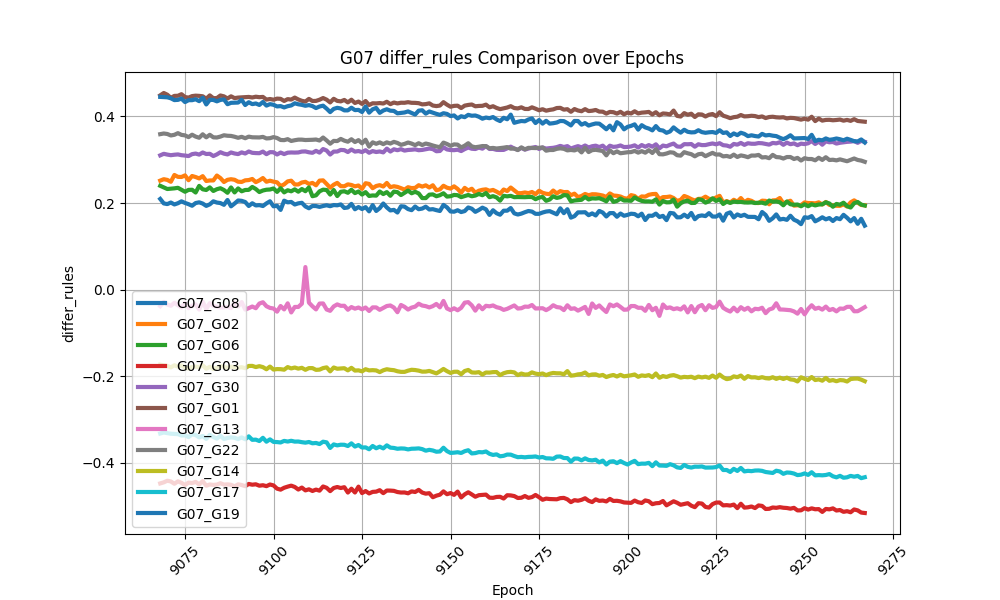 G07 differ_rules Comparison over Epochs
differ_rules
0.4
0.2
0.0
−0.2
−0.4
G07_G08
G07_G02
G07_G06
G07_G03
G07_G30
G07_G01
G07_G13
G07_G22
G07_G14
G07_G17
G07_G19
9075
9100
9125
9150
9175
9200
9225
9250
9275
Epoch